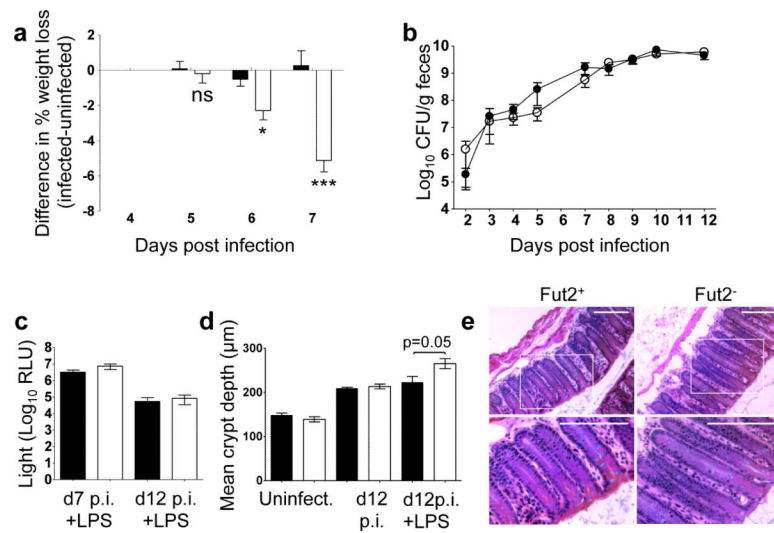 a
Difference in % weight loss
(infected-uninfected)
2
0
-2
-4
-6
-8
ns
*
***
4 5 6 7
Days post infection
b
Log10 CFU/g feces
10
9
8
7
6
5
4
2 3 4 5 7 8 9 10 11 12
Days post infection
c
Light (Log10 RLU)
8
7
6
5
4
3
2
1
0
d7 p.i. d12 p.i.
+LPS +LPS
d
Mean crypt depth (µm)
400
300
200
100
p=0.05
Uninfect. d12 d12p.i.
p.i. +LPS
e
Fut2+ Fut2-